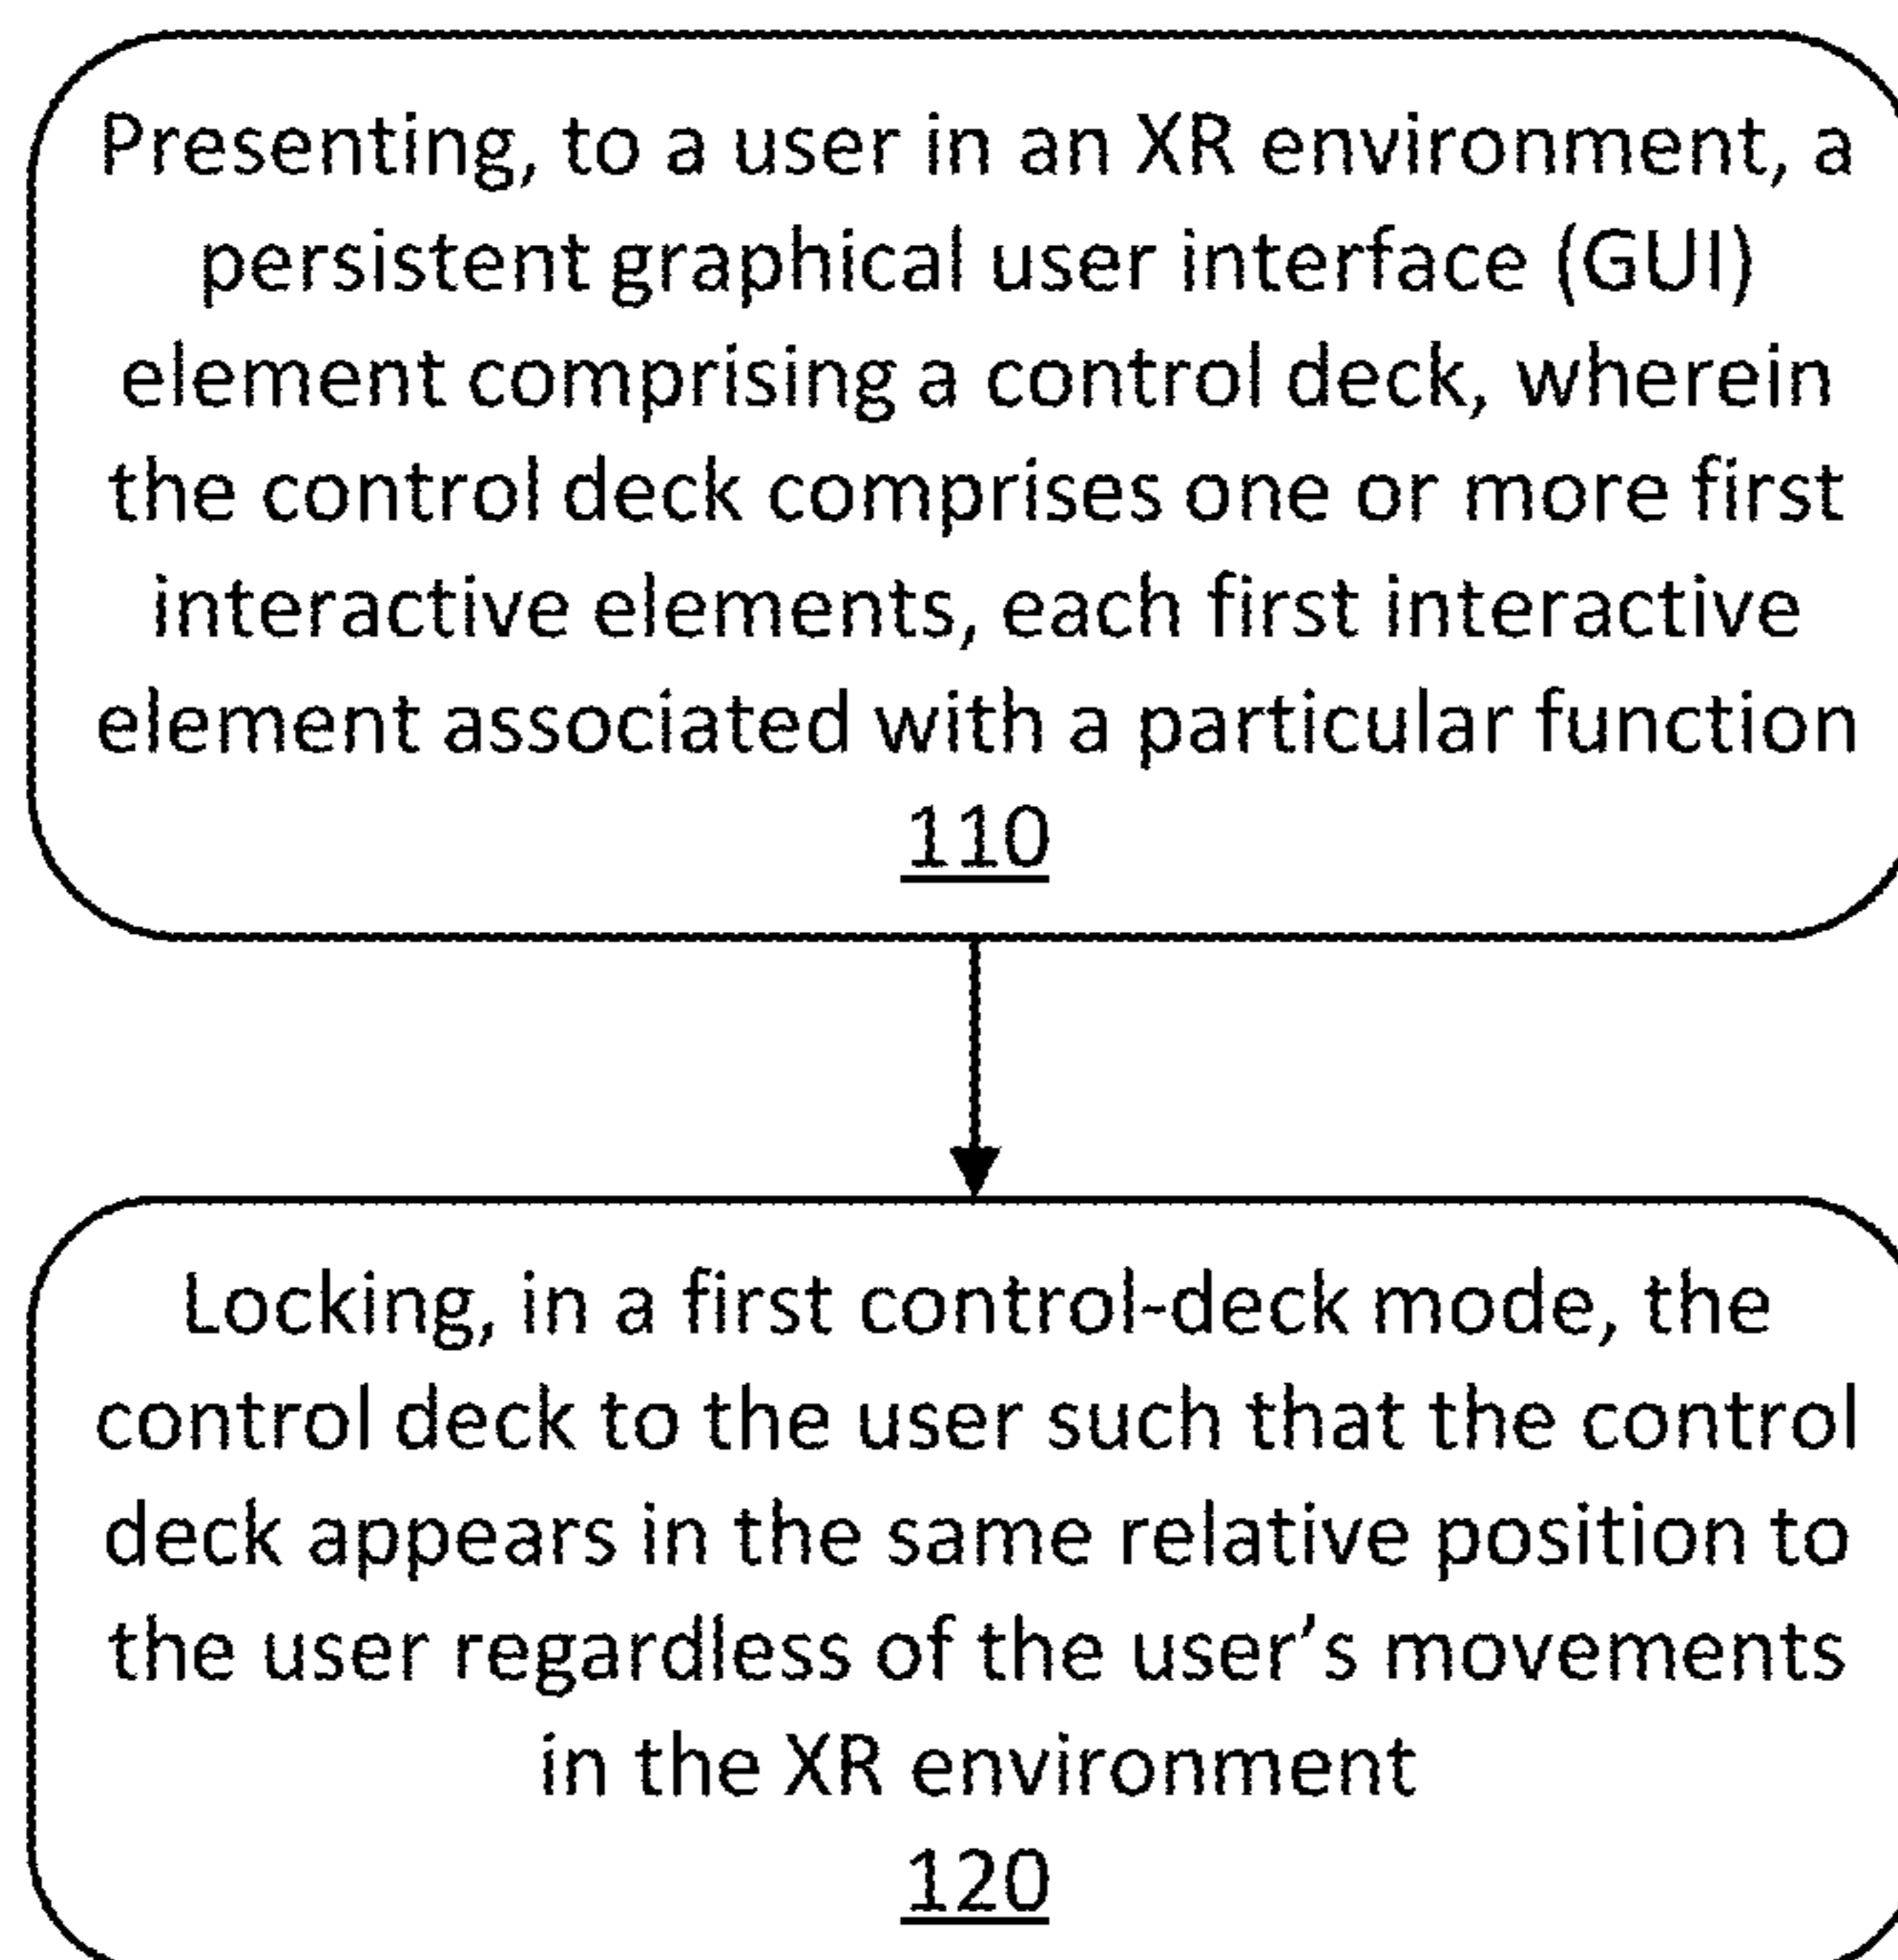 Presenting, to a user in an XR environment, a
persistent graphical user interface (GUI)
element comprising a control deck, wherein
the control deck comprises one or more first
interactive elements, each first interactive
element associated with a particular function
110
Locking, in a first control-deck mode, the
control deck to the user such that the control
deck appears in the same relative position to
the user regardless of the user’s movements
in the XR environment
120